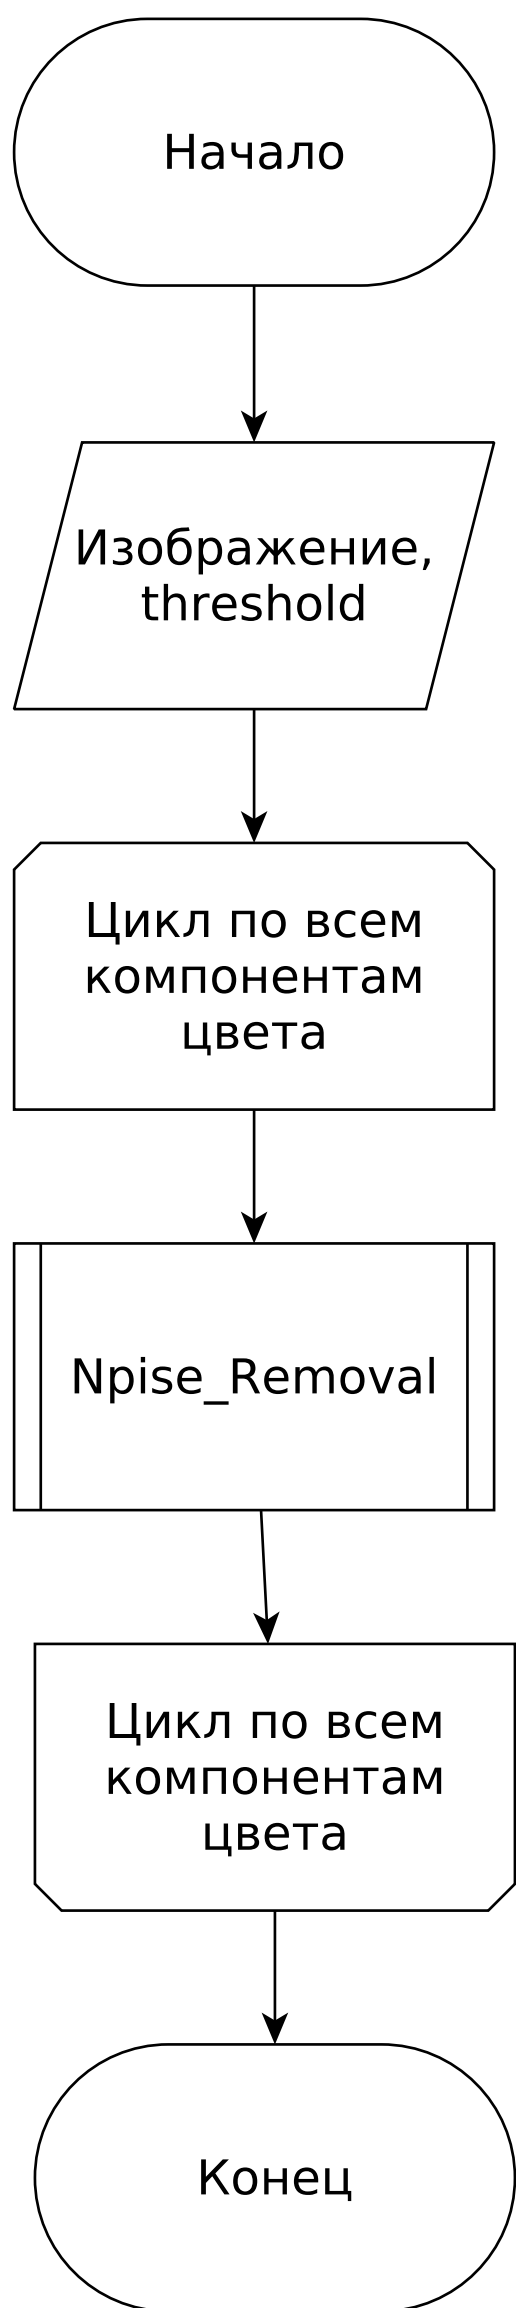 Начало
Изображение,
threshold
Цикл по всем
компонентам
цвета
Npise_Removal
Цикл по всем
компонентам
цвета
Конец